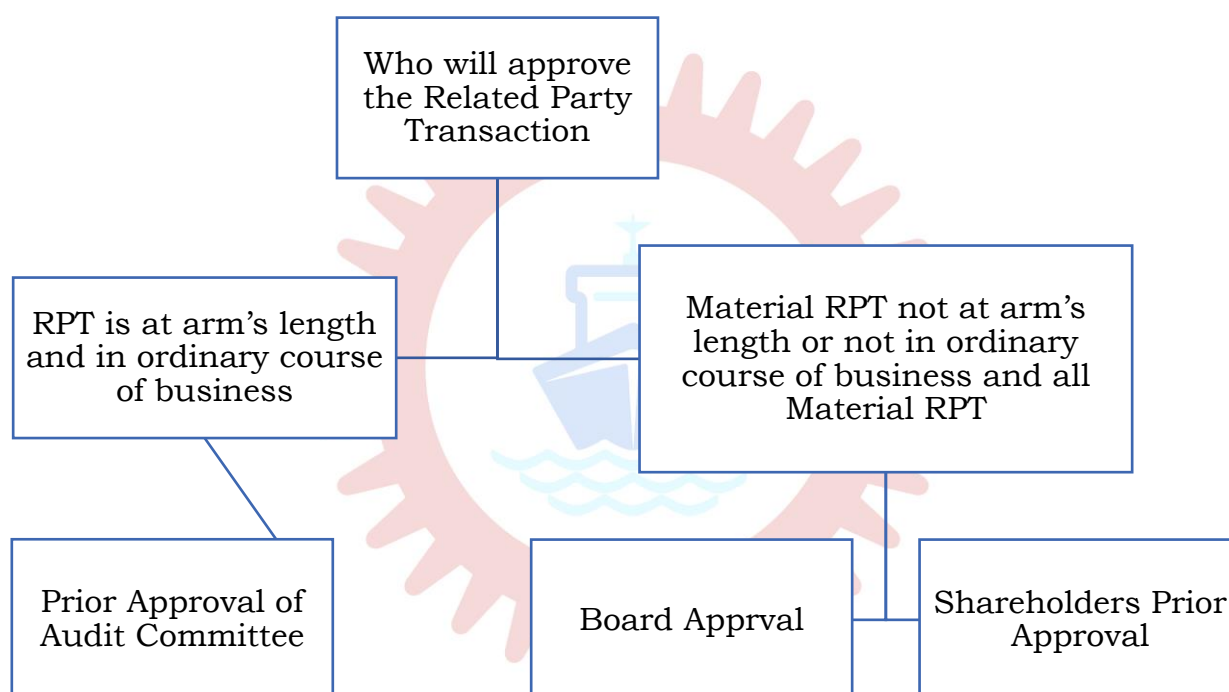 Who will approve
the Related Party
Transaction
RPT is at arm’s length
and in ordinary course
of business
Material RPT not at arm’s
length or not in ordinary
course of business and all
Material RPT
Prior Approval of
Audit Committee
Board Apprval
Shareholders Prior
Approval